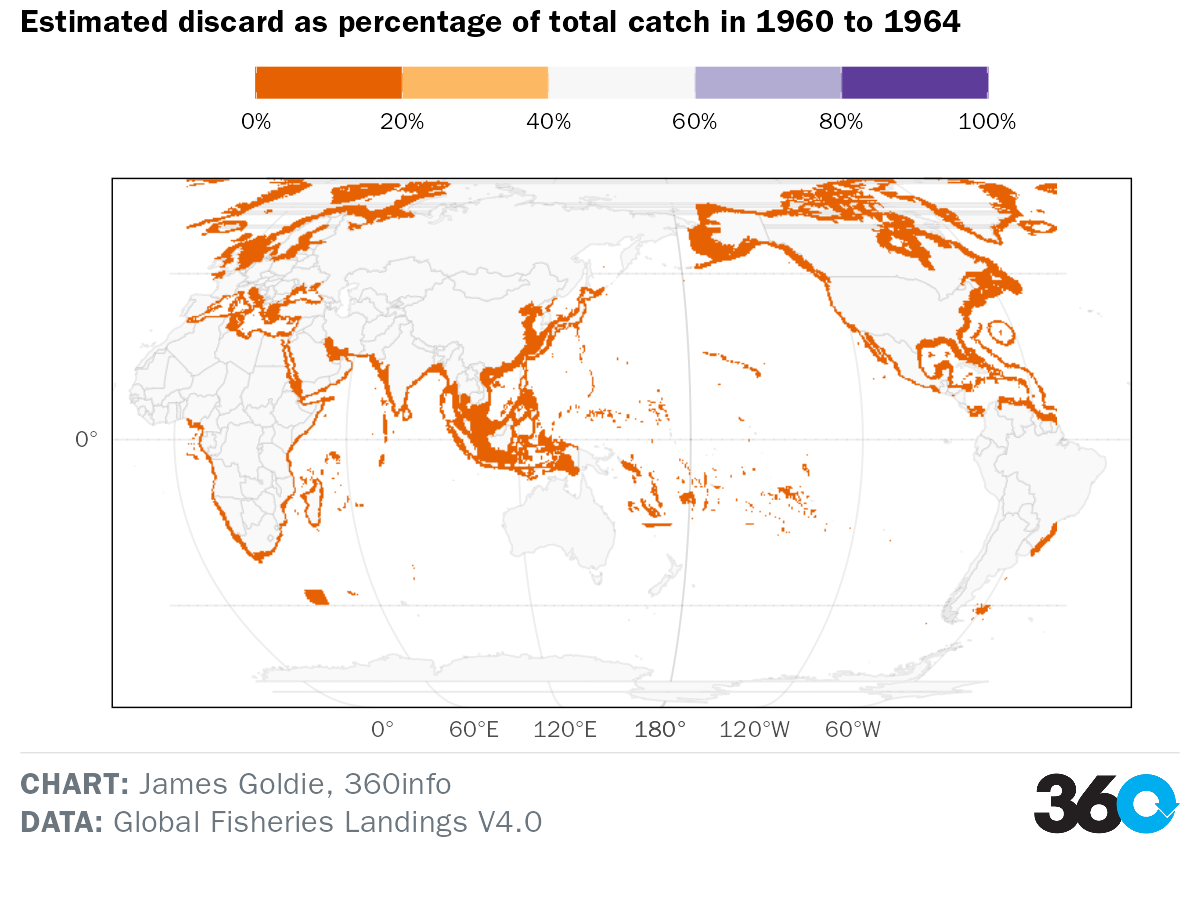 Estimated discard as percentage of total catch in 1960 to 1964
0% 20% 40% 60% 80% 100%
0°
0° 60°E 120°E 180° 120°W 60°W
CHART: James Goldie, 360info
DATA: Global Fisheries Landings V4.0
360